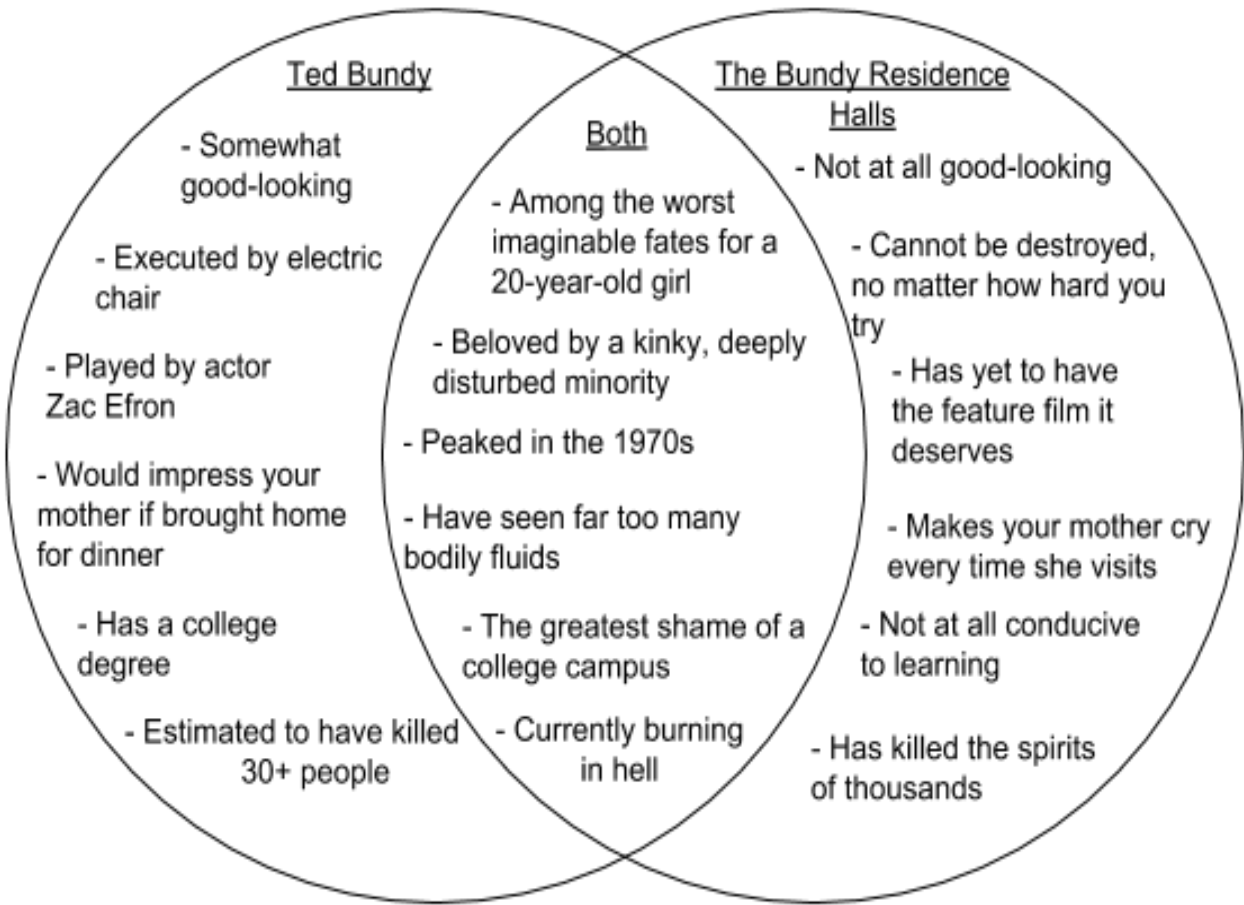 Ted Bundy
- Somewhat
good-looking
- Executed by electric
chair
- Played by actor
Zac Efron
- Would impress your
mother if brought home
for dinner
- Has a college
degree
- Estimated to have killed
30+ people
Both
- Among the worst
imaginable fates for a
20-year-old girl
- Beloved by a kinky, deeply
disturbed minority
- Peaked in the 1970s
- Have seen far too many
bodily fluids
- The greatest shame of a
college campus
- Currently burning
in hell
The Bundy Residence
Halls
- Not at all good-looking
- Cannot be destroyed,
no matter how hard you
try
- Has yet to have
the feature film it
deserves
- Makes your mother cry
every time she visits
- Not at all conducive
to learning
- Has killed the spirits
of thousands